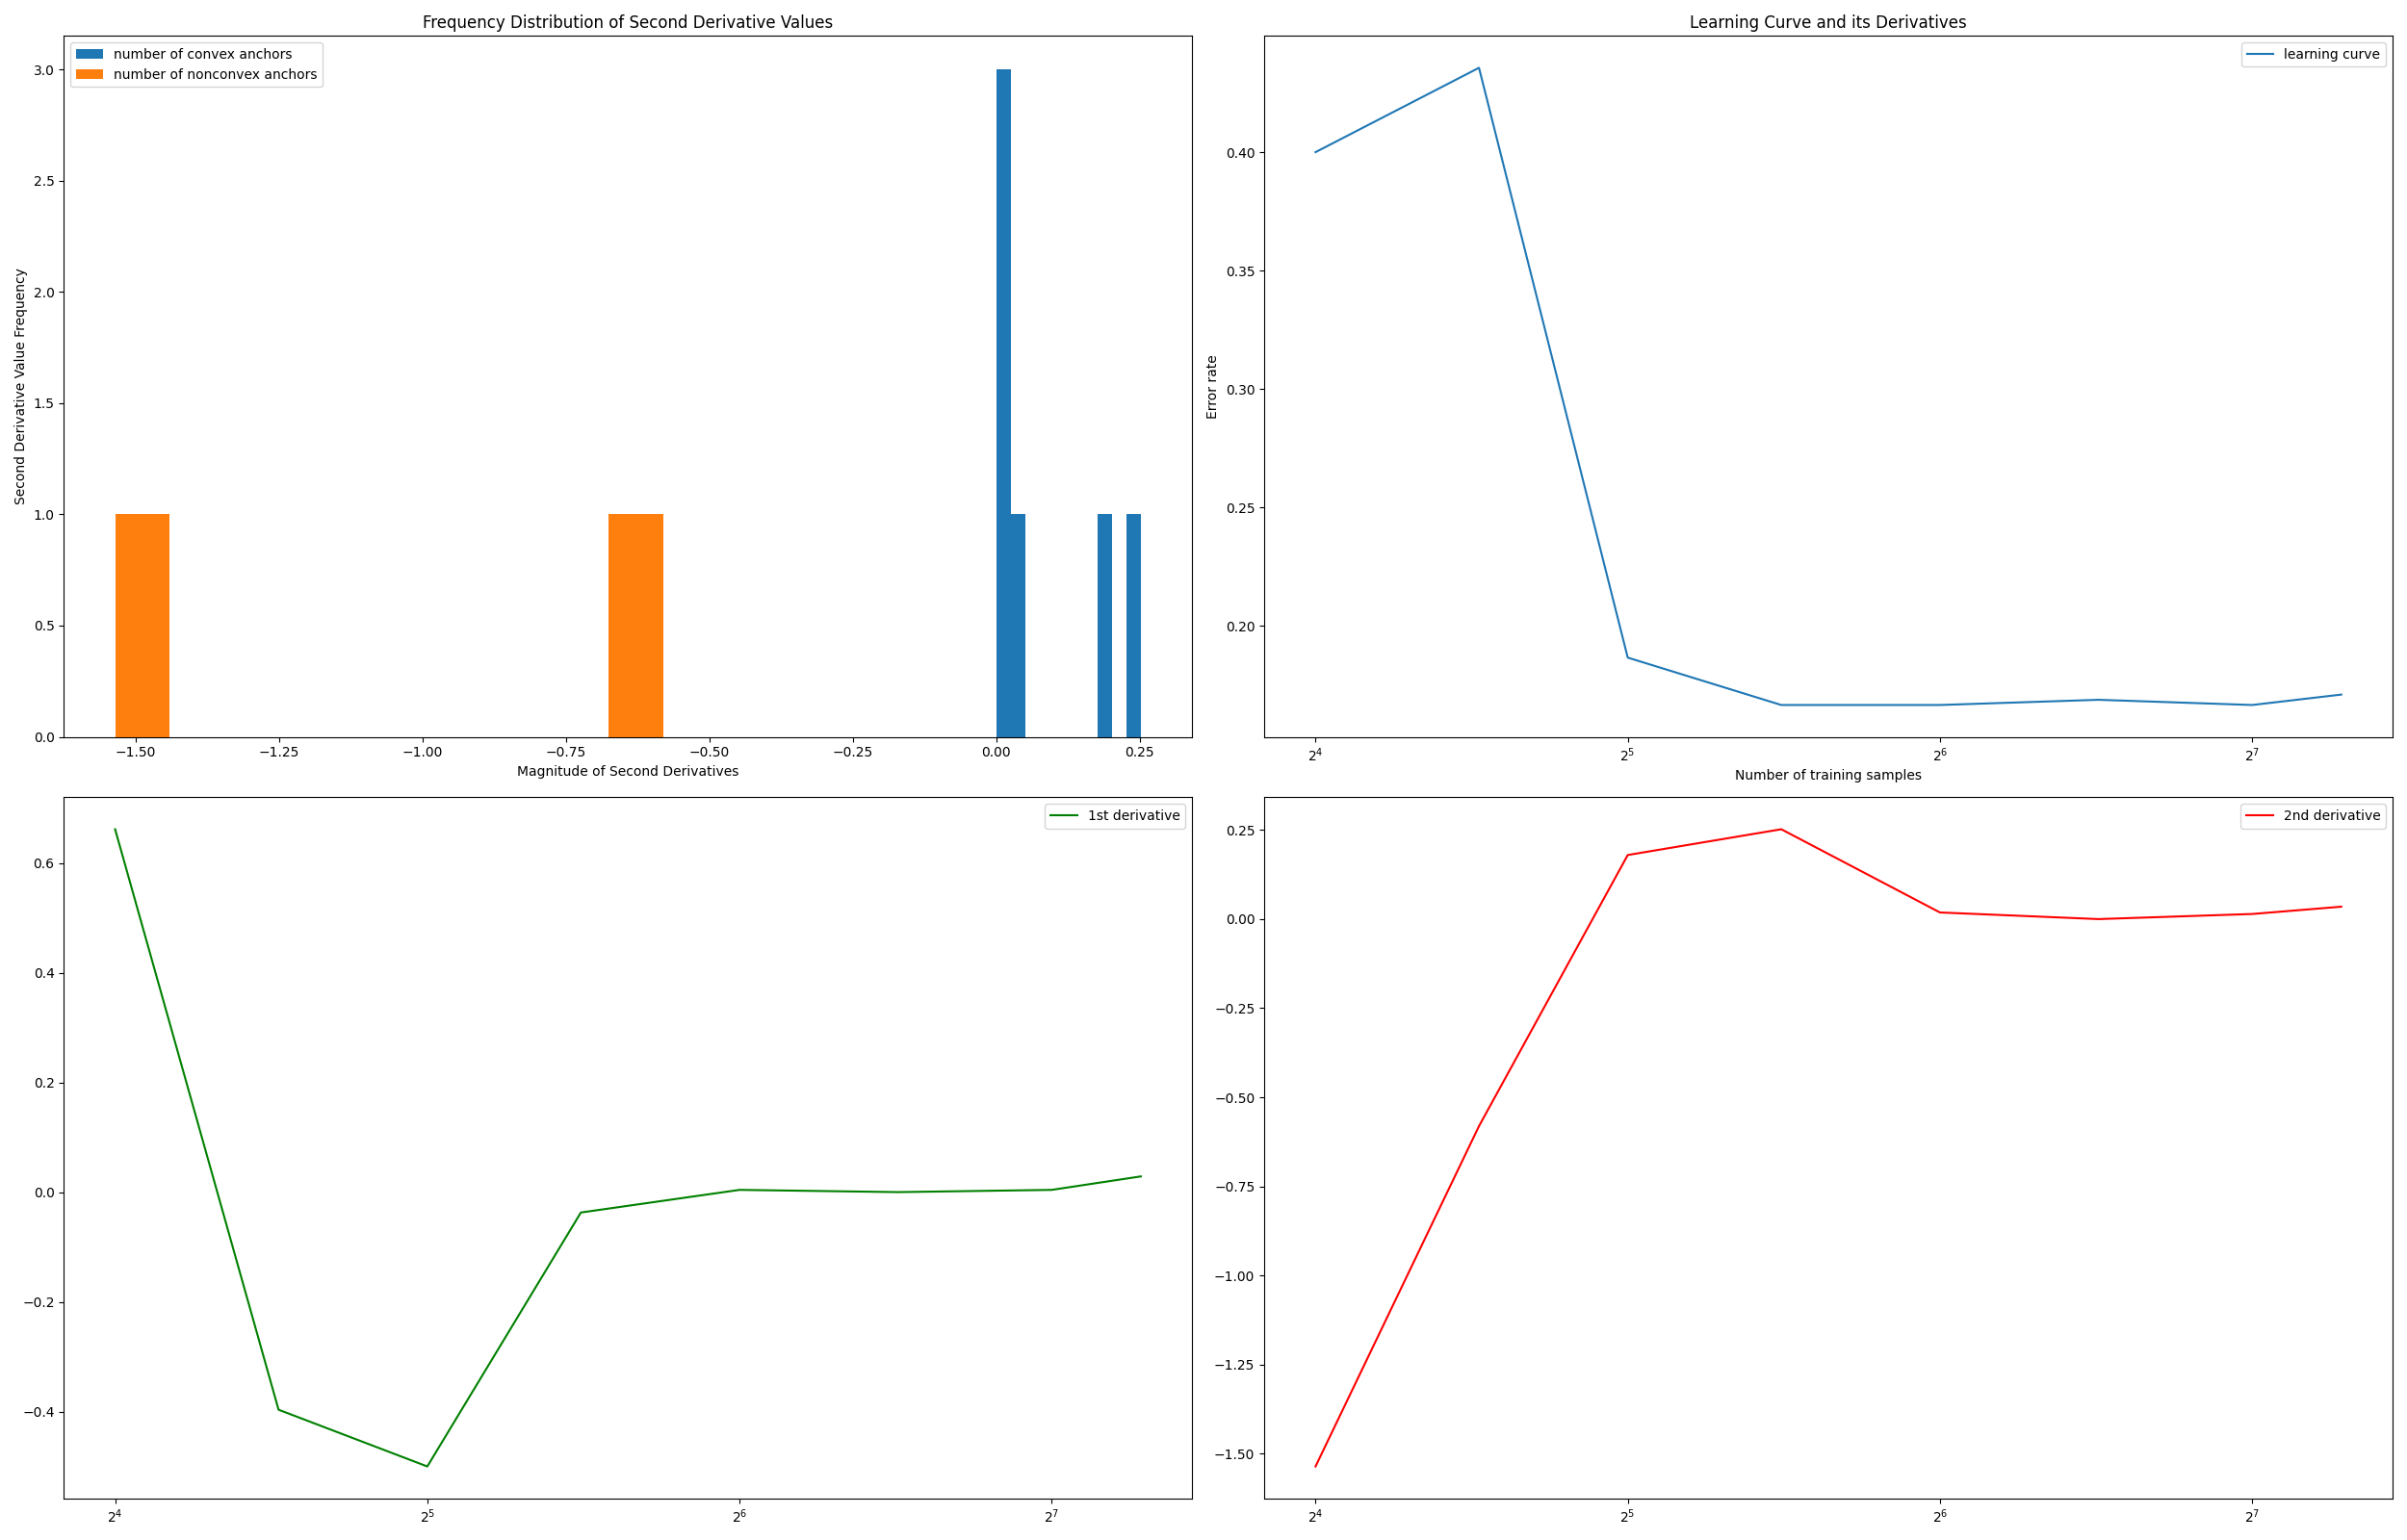 Frequency Distribution of Second Derivative Values
number of convex anchors
number of nonconvex anchors
Second Derivative Value Frequency
3.0
2.5
2.0
1.5
1.0
0.5
0.0
−1.50 −1.25 −1.00 −0.75 −0.50 −0.25 0.00 0.25
Magnitude of Second Derivatives
Learning Curve and its Derivatives
learning curve
Error rate
0.40
0.35
0.30
0.25
0.20
2⁴ 2⁵ 2⁶ 2⁷
Number of training samples
1st derivative
0.6
0.4
0.2
0.0
−0.2
−0.4
2⁴ 2⁵ 2⁶ 2⁷
2nd derivative
0.25
0.00
−0.25
−0.50
−0.75
−1.00
−1.25
−1.50
2⁴ 2⁵ 2⁶ 2⁷